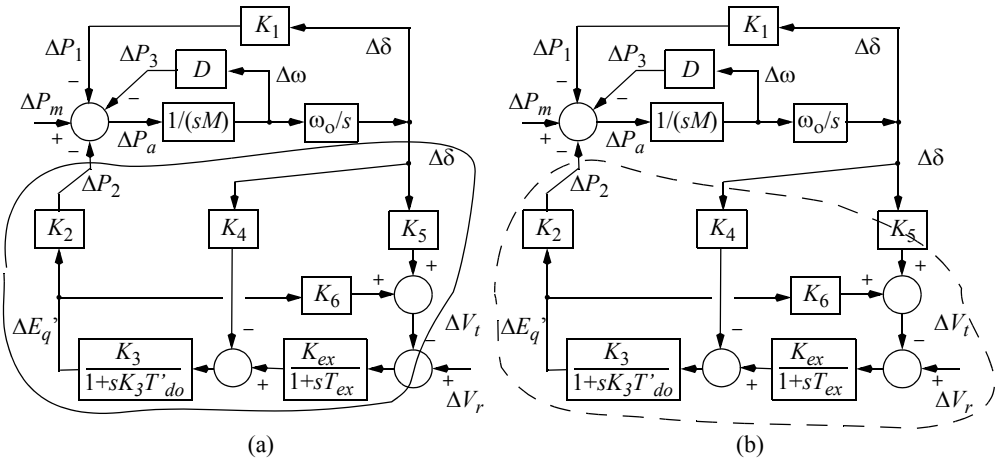 K1
ΔP1
Δδ
ΔP3
D
Δω
−
−
ΔPm
+
−
ΔPa
1/(sM)
ωo/s
Δδ
ΔP2
K2
K4
K5
+
K6
+
ΔEq'
−
ΔVt
−
K3
1+sK3T'do
+
Kex
1+sTex
+
ΔVr
(a)
K1
ΔP1
Δδ
ΔP3
D
Δω
−
−
ΔPm
+
−
ΔPa
1/(sM)
ωo/s
Δδ
ΔP2
K2
K4
K5
+
K6
+
ΔEq'
−
ΔVt
−
K3
1+sK3T'do
+
Kex
1+sTex
+
ΔVr
(b)